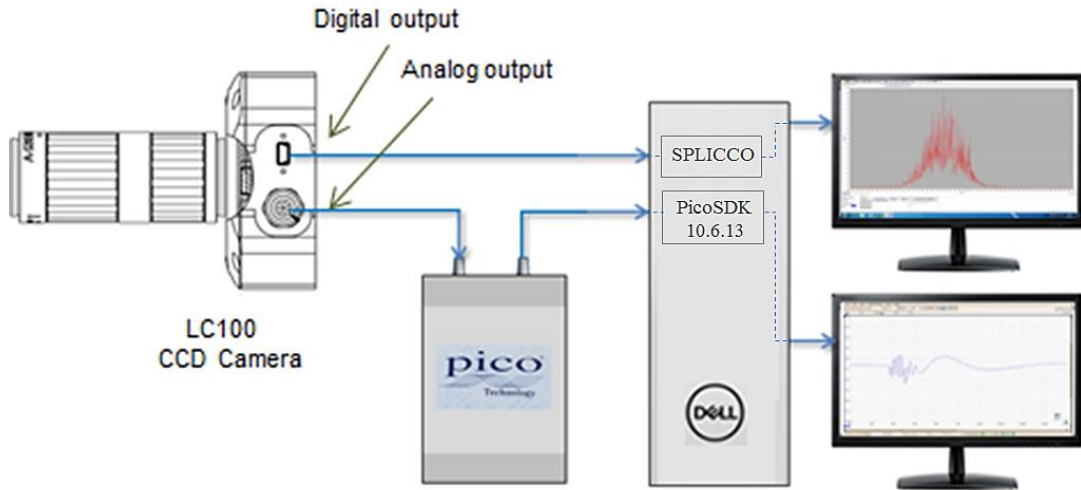 Digital output
Analog output
SPLICCO
PicoSDK
10.6.13
LC100
CCD Camera
pico
Technology
DELL